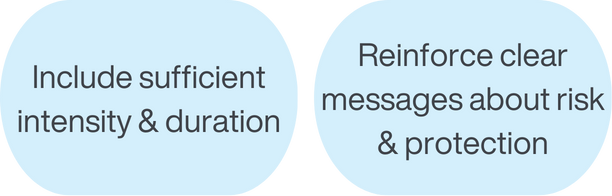 Include sufficient
intensity & duration
Reinforce clear
messages about risk
& protection